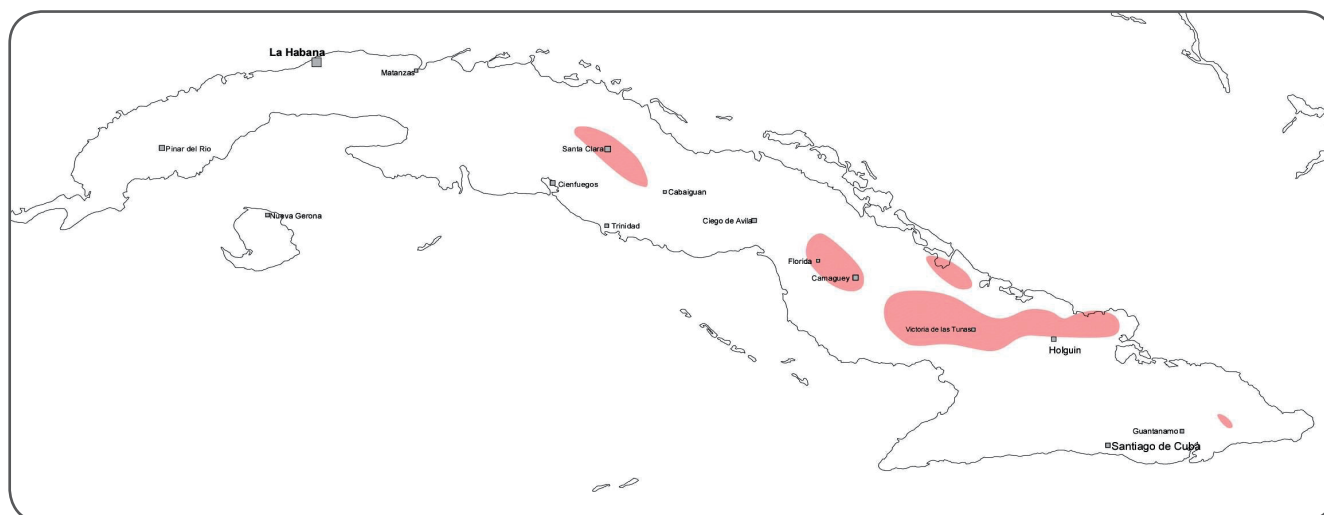 La Habana
Matanzas
Pinar del Rio
Santa Clara
Cienfuegos
Cabaiguan
Nueva Gerona
Trinidad
Ciego de Avila
Florida
Camaguey
Victoria de las Tunas
Holguin
Guantanamo
Santiago de Cuba